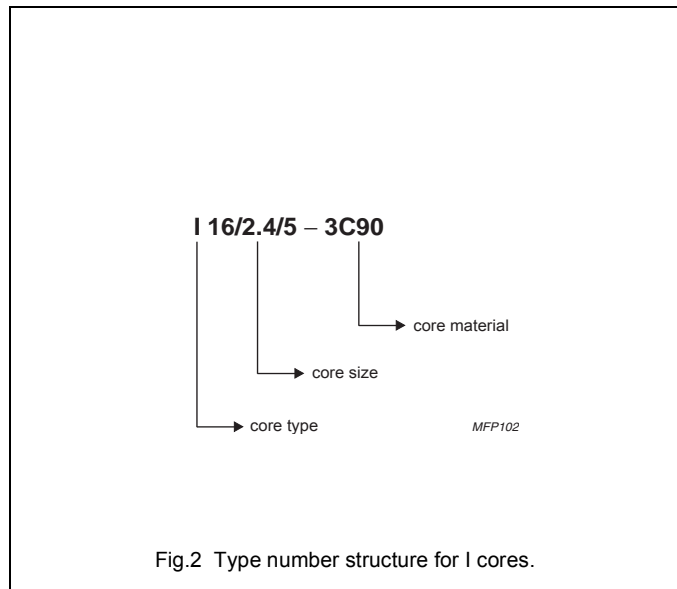 I 16/2.4/5 – 3C90
core material
core size
core type
MFP102
Fig.2 Type number structure for I cores.